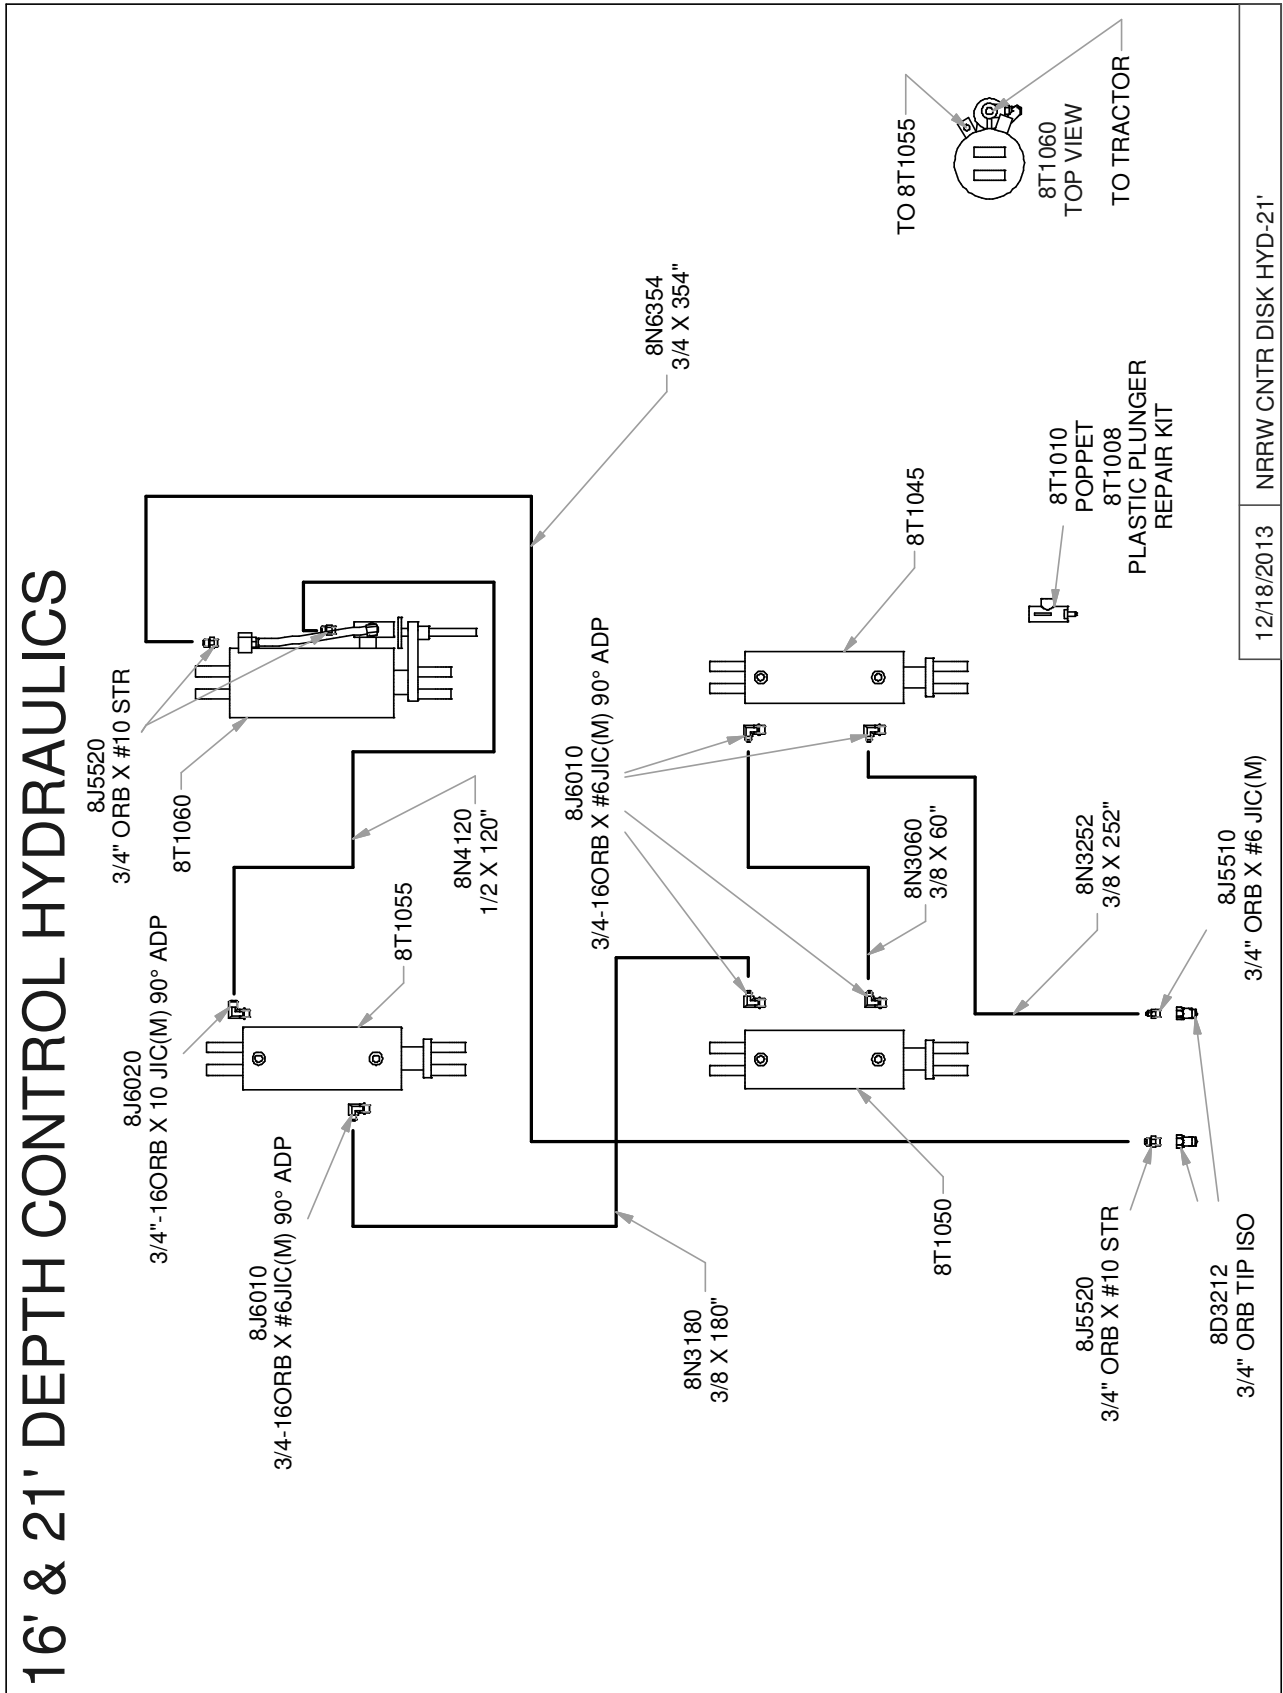 16' & 21' DEPTH CONTROL HYDRAULICS
8J5520
3/4" ORB X #10 STR
8T1060
8J6020
3/4"-16ORB X 10 JIC(M) 90° ADP
8J6010
3/4-16ORB X #6JIC(M) 90° ADP
8T1055
8N4120
1/2 X 120"
8J6010
3/4-16ORB X #6JIC(M) 90° ADP
8N6354
3/4 X 354"
8N3180
3/8 X 180"
8T1050
8N3060
3/8 X 60"
8T1045
TO 8T1055
8T1060
TOP VIEW
TO TRACTOR
8J5520
3/4" ORB X #10 STR
8N3252
3/8 X 252"
8T1010
POPPET
8T1008
PLASTIC PLUNGER
REPAIR KIT
8D3212
3/4" ORB TIP ISO
8J5510
3/4" ORB X #6 JIC(M)
12/18/2013
NRRW CNTR DISK HYD-21'